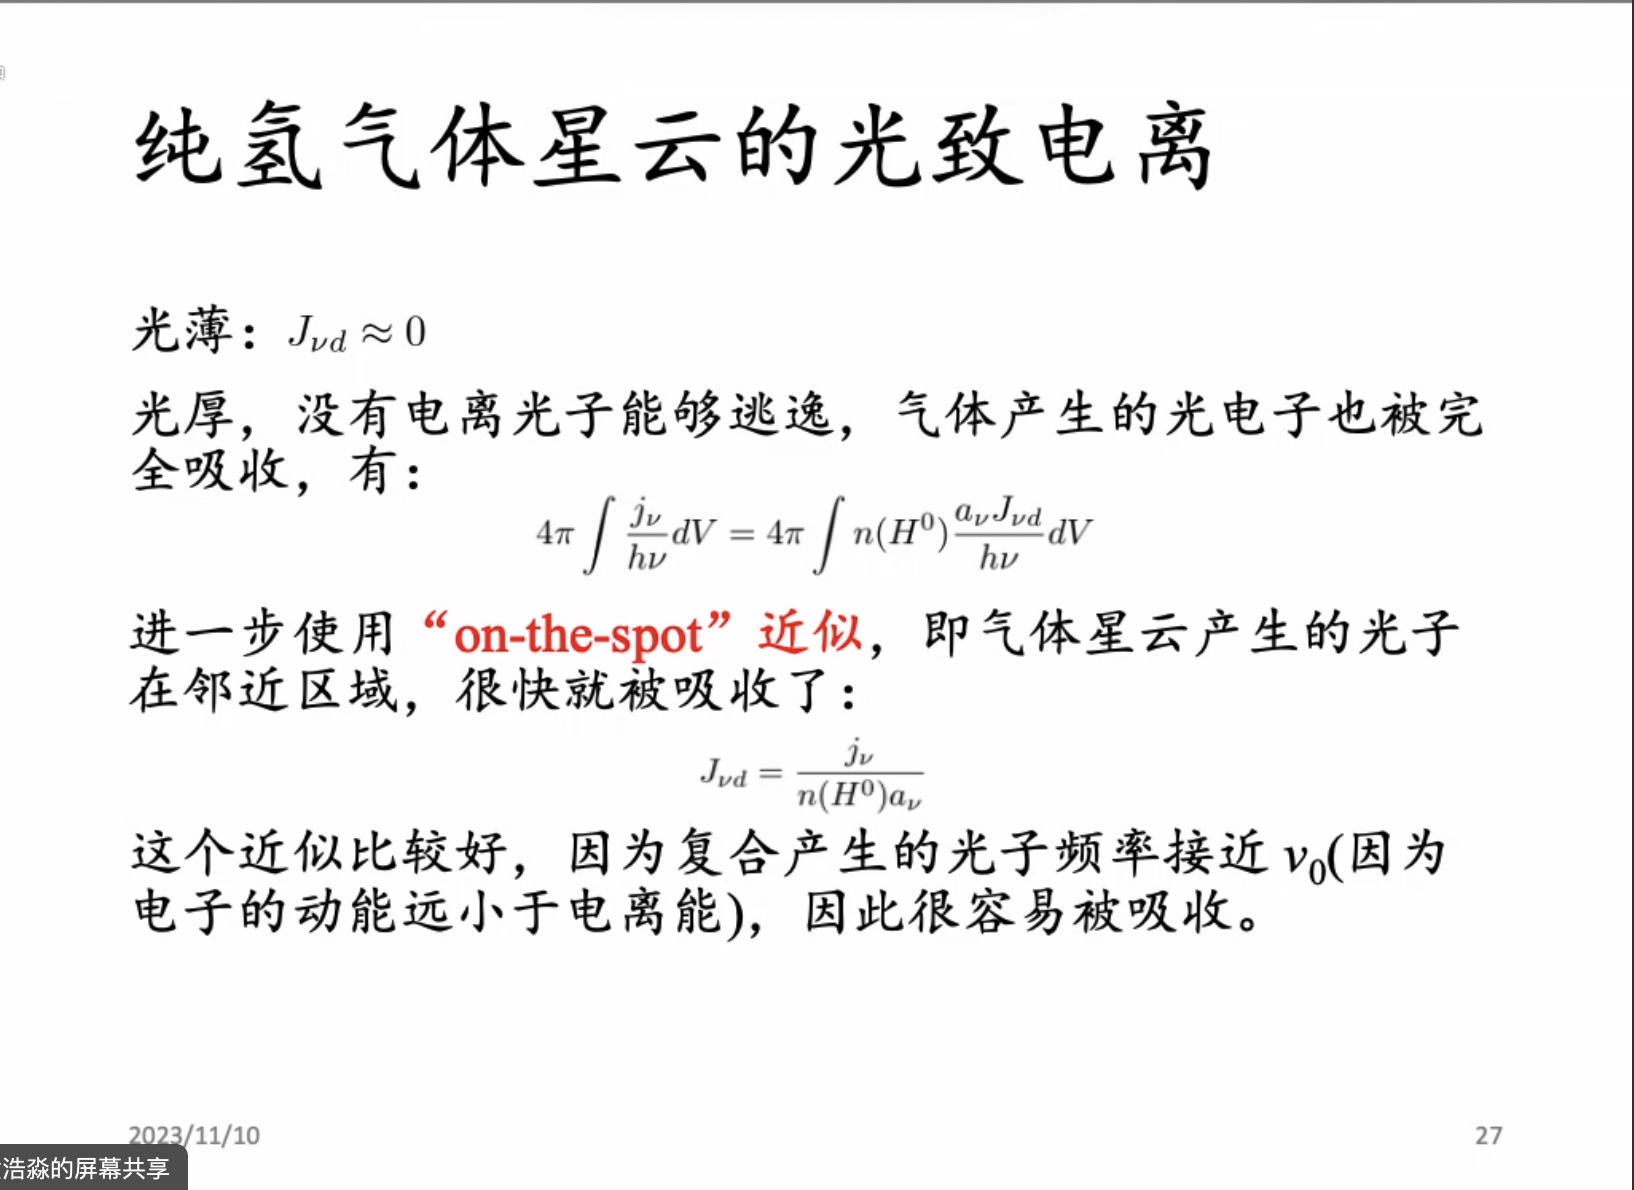 纯氢气体星云的光致电离
光薄：$J_{\nu d} \approx 0$
光厚，没有电离光子能够逃逸，气体产生的光电子也被完
全吸收，有：
$4\pi \int \frac{j_\nu}{h\nu} dV = 4\pi \int n(H^0) \frac{a_\nu J_{\nu d}}{h\nu} dV$
进一步使用“on-the-spot”近似，即气体星云产生的光子
在邻近区域，很快就被吸收了：
$J_{\nu d} = \frac{j_\nu}{n(H^0)a_\nu}$
这个近似比较好，因为复合产生的光子频率接近 $\nu_0$(因为
电子的动能远小于电离能)，因此很容易被吸收。
2023/11/10
27
浩淼的屏幕共享